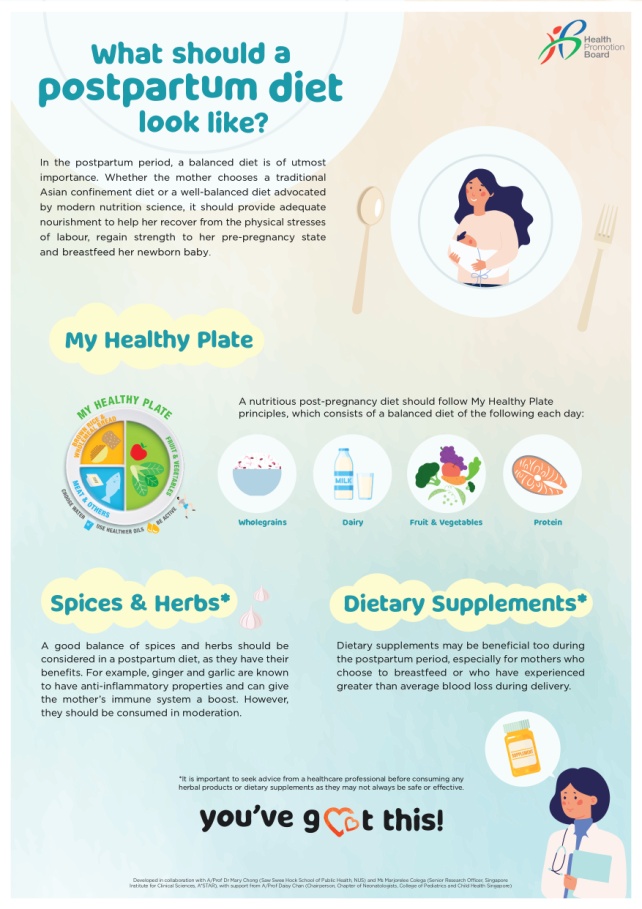 What should a
postpartum diet
look like?
Health
Promotion
Board
In the postpartum period, a balanced diet is of utmost
importance. Whether the mother chooses a traditional
Asian confinement diet or a well-balanced diet advocated
by modern nutrition science, it should provide adequate
nourishment to help her recover from the physical stresses
of labour, regain strength to her pre-pregnancy state
and breastfeed her newborn baby.
My Healthy Plate
A nutritious post-pregnancy diet should follow My Healthy Plate
principles, which consists of a balanced diet of the following each day:
MY HEALTHY PLATE
BROWN RICE &
WHOLEMEAL BREAD
FRUIT & VEGETABLES
MEAT & OTHERS
CHOOSE WATER
USE HEALTHIER OILS
BE ACTIVE
MILK
Wholegrains
Dairy
Fruit & Vegetables
Protein
Spices & Herbs*
A good balance of spices and herbs should be
considered in a postpartum diet, as they have their
benefits. For example, ginger and garlic are known
to have anti-inflammatory properties and can give
the mother's immune system a boost. However,
they should be consumed in moderation.
Dietary Supplements*
Dietary supplements may be beneficial too during
the postpartum period, especially for mothers who
choose to breastfeed or who have experienced
greater than average blood loss during delivery.
SUPPLEMENTS
*It is important to seek advice from a healthcare professional before consuming any
herbal products or dietary supplements as they may not always be safe or effective.
you've got this!
Developed in collaboration with A/Prof Dr Mary Chong (Saw Swee Hock School of Public Health, NUS) and Ms Marjorelee Colega (Senior Research Officer, Singapore
Institute for Clinical Sciences, A*STAR), with support from A/Prof Daisy Chan (Chairperson, Chapter of Neonatologists, College of Pediatrics and Child Health Singapore)